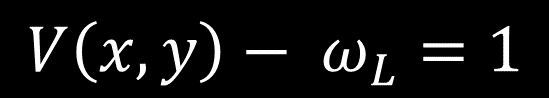 V(x, y) − ω_L = 1